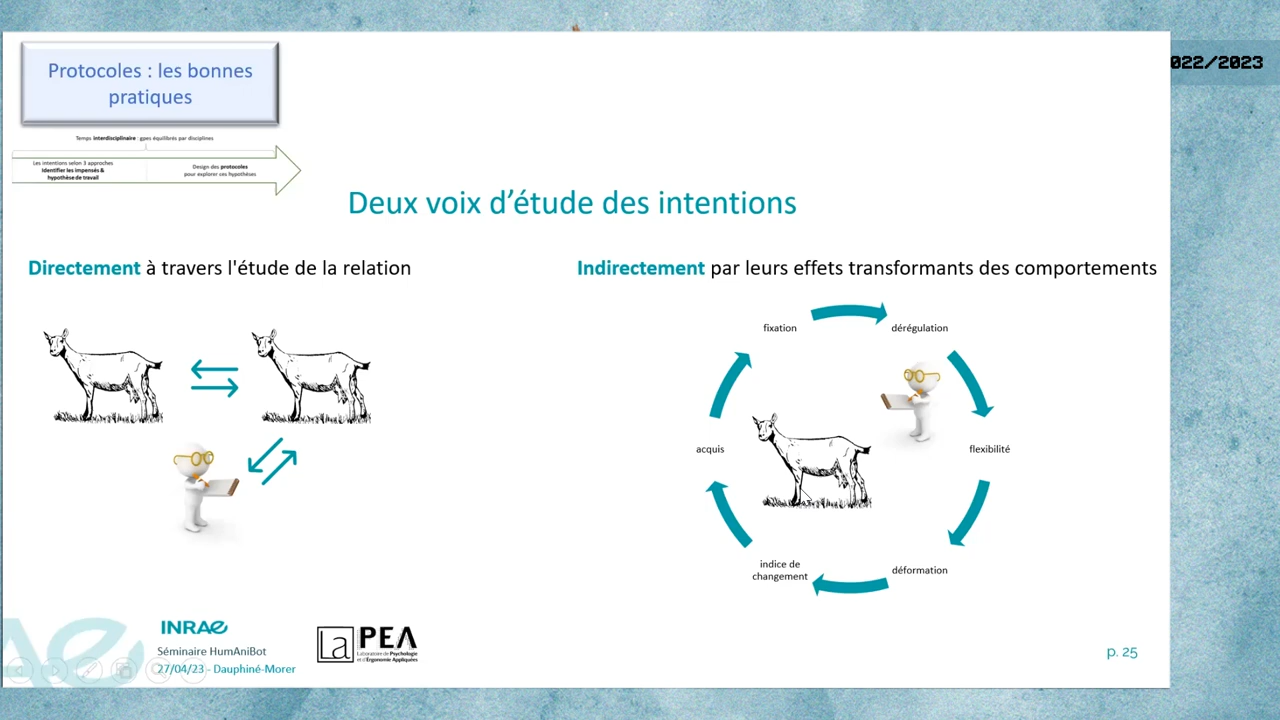 Protocoles : les bonnes
pratiques
022/2023
Temps Interdisciplinaire : gpes équilibrés par disciplines
Les intentions selon 3 approches
Identifier les impensés &
hypothèse de travail
Design des protocoles
pour explorer ces hypothèses
Deux voix d’étude des intentions
Directement à travers l'étude de la relation
Indirectement par leurs effets transformants des comportements
fixation
dérégulation
acquis
flexibilité
indice de
changement
déformation
INRAE
Séminaire HumAniBot
27/04/23 - Dauphiné-Morer
La PEA
Laboratoire de Psychologie
et d'Ergonomie Appliquées
p. 25